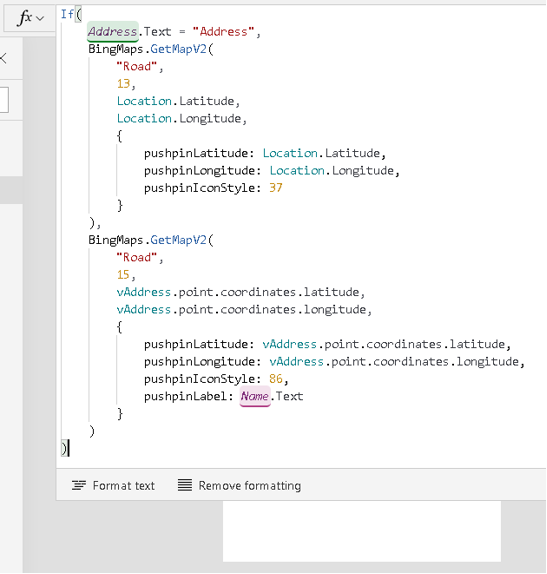 fx
If(
Address.Text = "Address",
BingMaps.GetMapV2(
"Road",
13,
Location.Latitude,
Location.Longitude,
{
pushpinLatitude: Location.Latitude,
pushpinLongitude: Location.Longitude,
pushpinIconStyle: 37
}
),
BingMaps.GetMapV2(
"Road",
15,
vAddress.point.coordinates.latitude,
vAddress.point.coordinates.longitude,
{
pushpinLatitude: vAddress.point.coordinates.latitude,
pushpinLongitude: vAddress.point.coordinates.longitude,
pushpinIconStyle: 86,
pushpinLabel: Name.Text
}
)
)
Format text Remove formatting